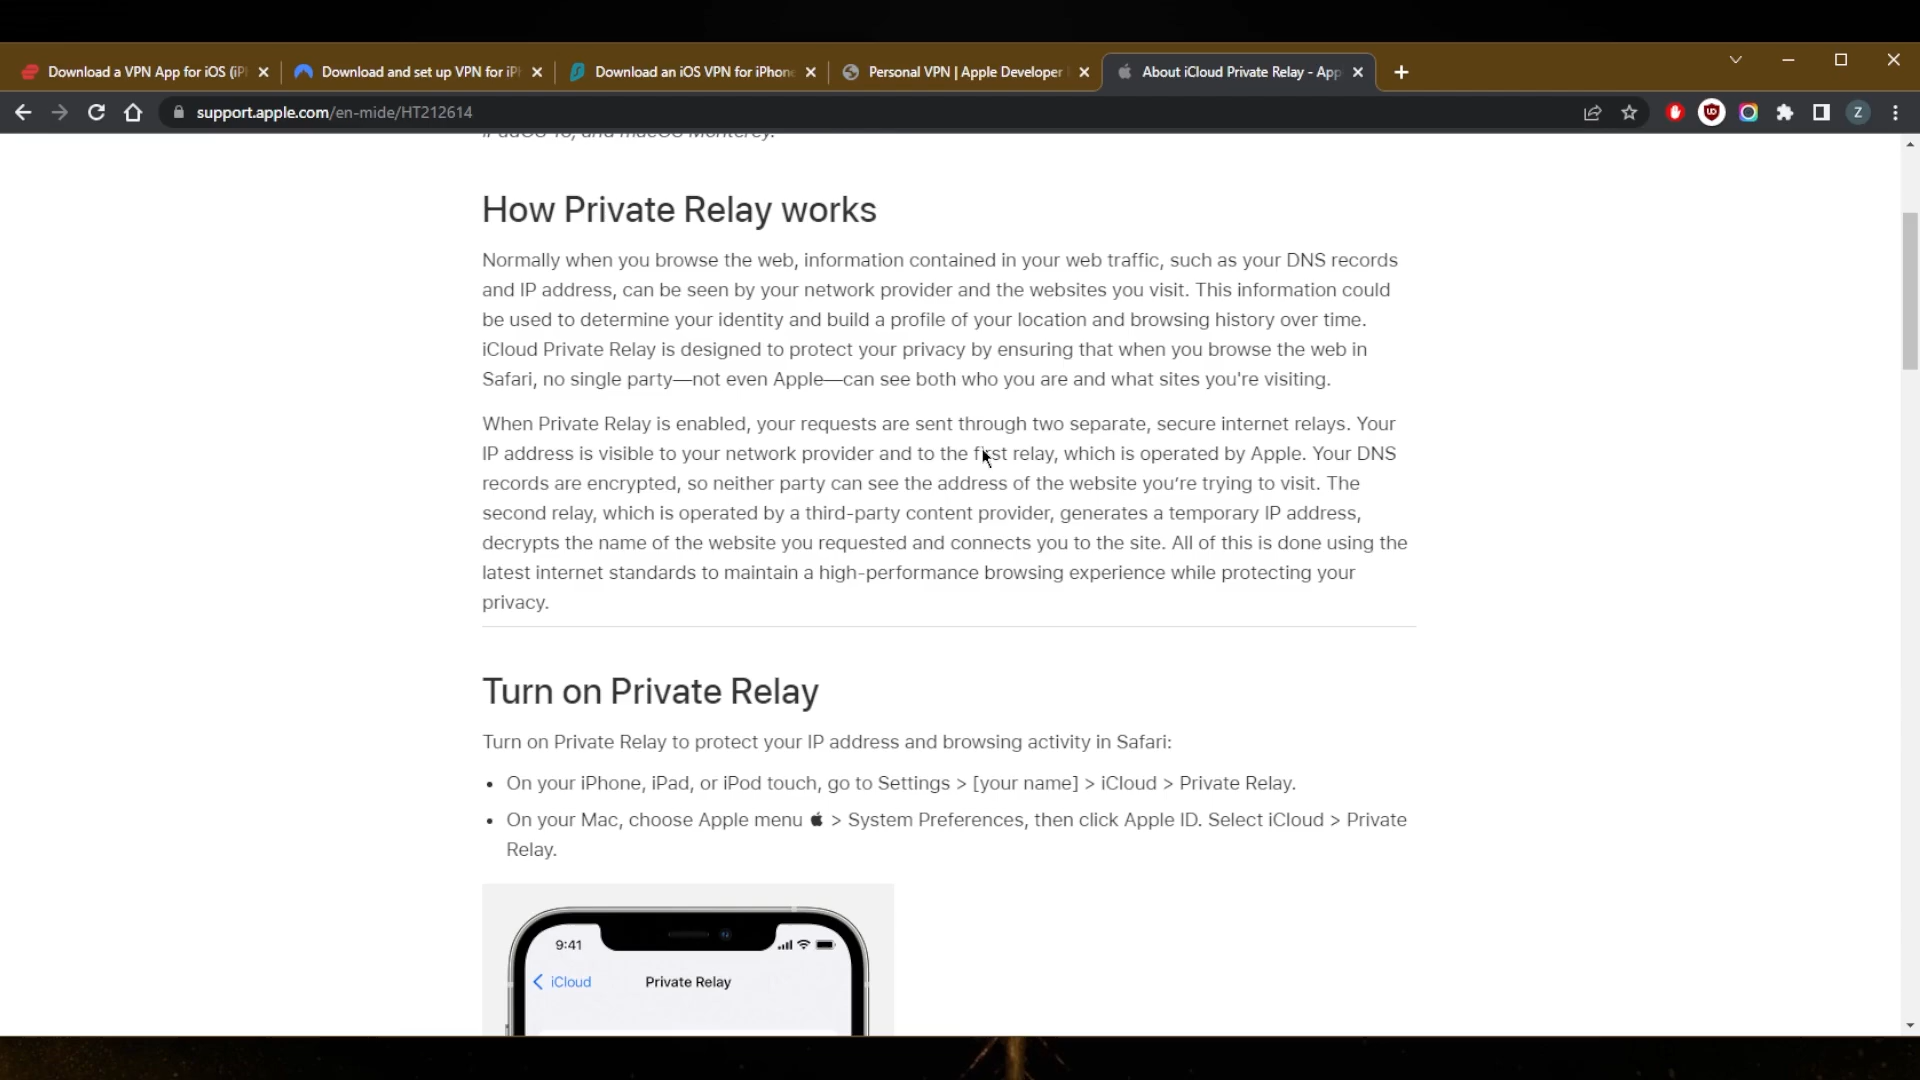 Download a VPN App for iOS (iP
Download and set up VPN for iP
Download an iOS VPN for iPhone
Personal VPN | Apple Developer
About iCloud Private Relay - App
support.apple.com/en-mide/HT212614
Z
iPadOS 15, and macOS Monterey.
How Private Relay works
Normally when you browse the web, information contained in your web traffic, such as your DNS records
and IP address, can be seen by your network provider and the websites you visit. This information could
be used to determine your identity and build a profile of your location and browsing history over time.
iCloud Private Relay is designed to protect your privacy by ensuring that when you browse the web in
Safari, no single party—not even Apple—can see both who you are and what sites you're visiting.
When Private Relay is enabled, your requests are sent through two separate, secure internet relays. Your
IP address is visible to your network provider and to the first relay, which is operated by Apple. Your DNS
records are encrypted, so neither party can see the address of the website you’re trying to visit. The
second relay, which is operated by a third-party content provider, generates a temporary IP address,
decrypts the name of the website you requested and connects you to the site. All of this is done using the
latest internet standards to maintain a high-performance browsing experience while protecting your
privacy.
Turn on Private Relay
Turn on Private Relay to protect your IP address and browsing activity in Safari:
• On your iPhone, iPad, or iPod touch, go to Settings > [your name] > iCloud > Private Relay.
• On your Mac, choose Apple menu > System Preferences, then click Apple ID. Select iCloud > Private
Relay.
9:41
iCloud
Private Relay